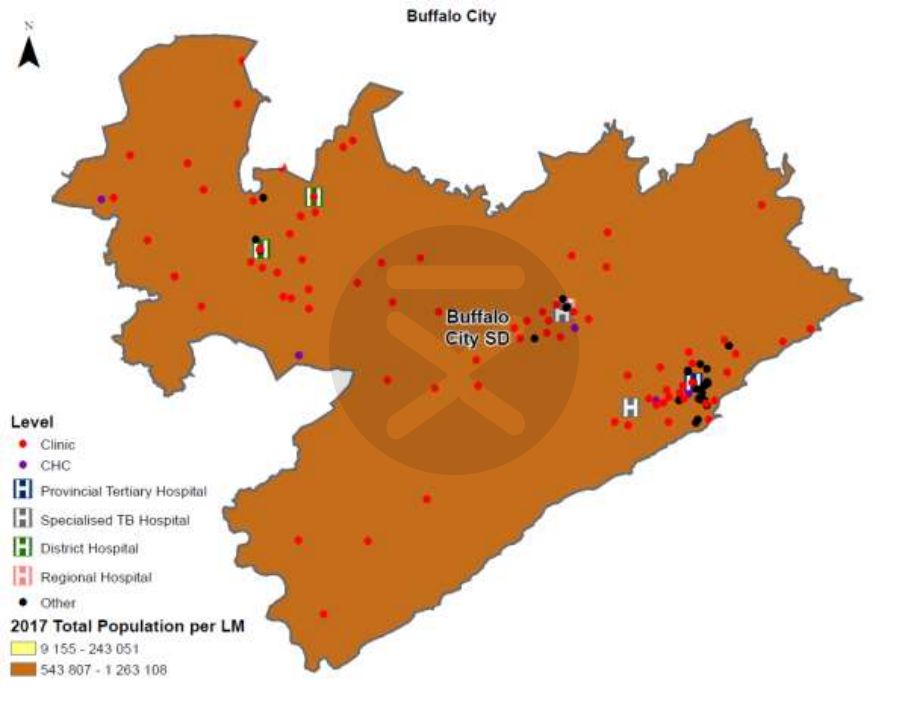 Buffalo City
N
Buffalo
City SD
Level
Clinic
CHC
Provincial Tertiary Hospital
Specialised TB Hospital
District Hospital
Regional Hospital
Other
2017 Total Population per LM
9 155 - 243 051
543 807 - 1 263 108